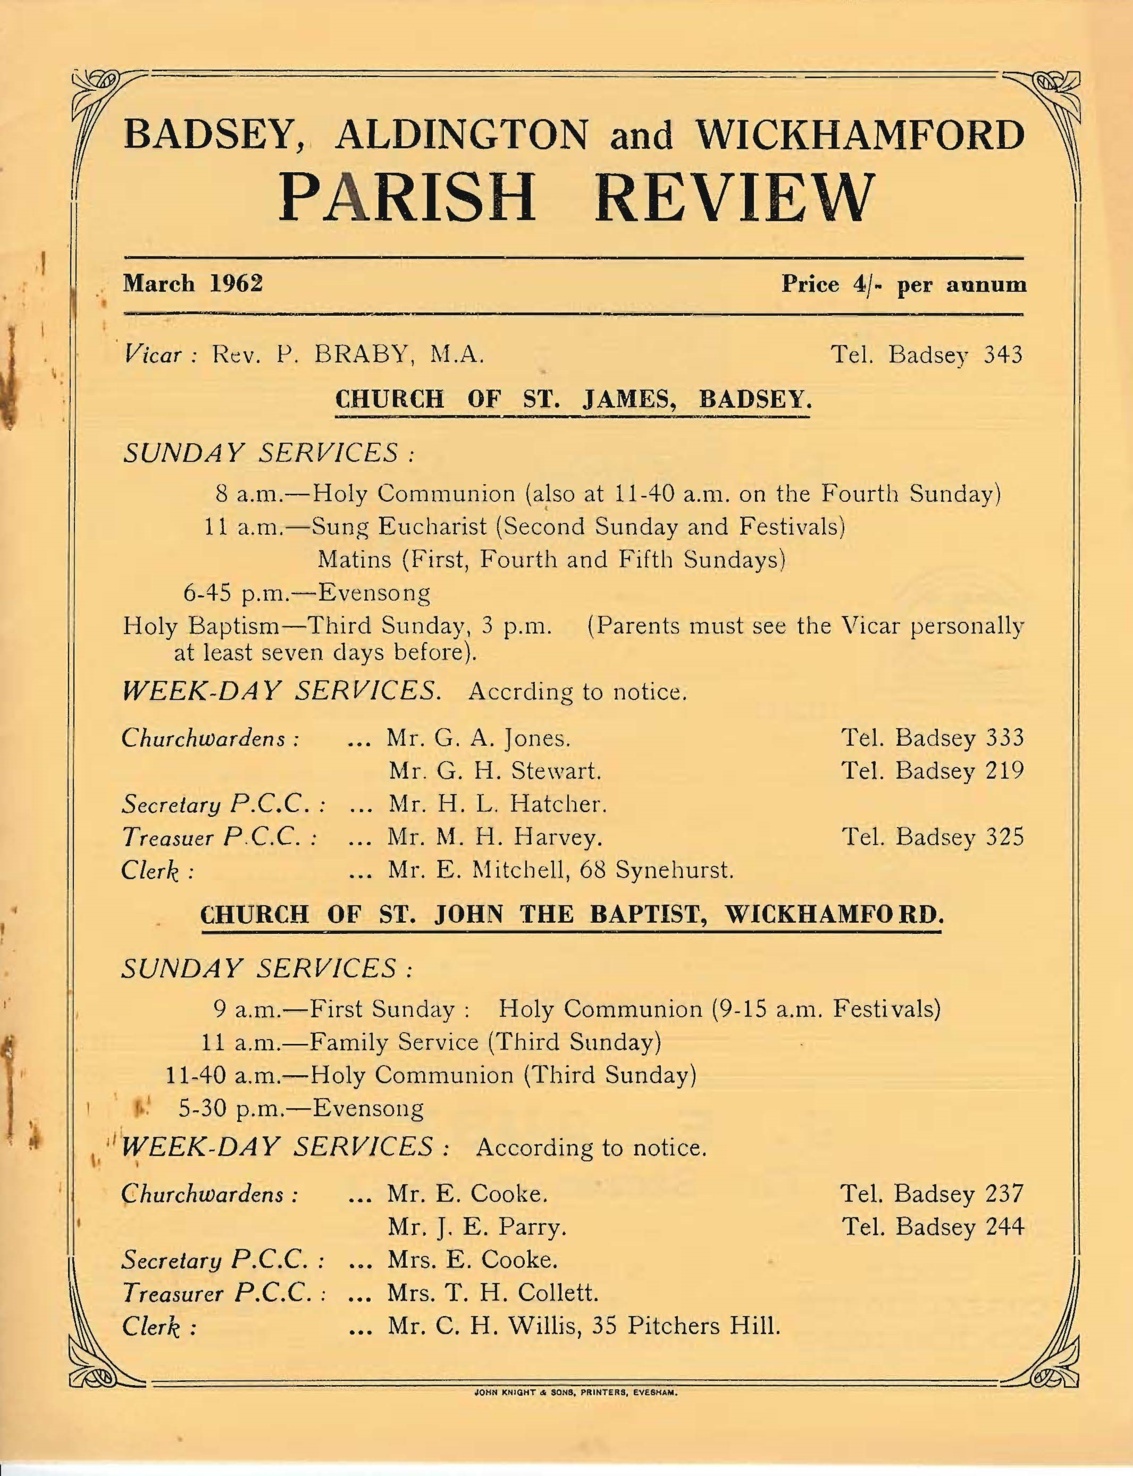 BADSEY, ALDINGTON and WICKHAMFORD
PARISH REVIEW
March 1962 Price 4/- per annum
Vicar : Rev. P. BRABY, M.A. Tel. Badsey 343
CHURCH OF ST. JAMES, BADSEY.
SUNDAY SERVICES :
8 a.m.—Holy Communion (also at 11-40 a.m. on the Fourth Sunday)
11 a.m.—Sung Eucharist (Second Sunday and Festivals)
Matins (First, Fourth and Fifth Sundays)
6-45 p.m.—Evensong
Holy Baptism—Third Sunday, 3 p.m. (Parents must see the Vicar personally
at least seven days before).
WEEK-DAY SERVICES. Accrding to notice.
Churchwardens : ... Mr. G. A. Jones. Tel. Badsey 333
Mr. G. H. Stewart. Tel. Badsey 219
Secretary P.C.C. : ... Mr. H. L. Hatcher.
Treasuer P.C.C. : ... Mr. M. H. Harvey. Tel. Badsey 325
Clerk : ... Mr. E. Mitchell, 68 Synehurst.
CHURCH OF ST. JOHN THE BAPTIST, WICKHAMFORD.
SUNDAY SERVICES :
9 a.m.—First Sunday : Holy Communion (9-15 a.m. Festivals)
11 a.m.—Family Service (Third Sunday)
11-40 a.m.—Holy Communion (Third Sunday)
5-30 p.m.—Evensong
WEEK-DAY SERVICES : According to notice.
Churchwardens : ... Mr. E. Cooke. Tel. Badsey 237
Mr. J. E. Parry. Tel. Badsey 244
Secretary P.C.C. : ... Mrs. E. Cooke.
Treasurer P.C.C. : ... Mrs. T. H. Collett.
Clerk : ... Mr. C. H. Willis, 35 Pitchers Hill.
JOHN KNIGHT & SONS, PRINTERS, EVESHAM.